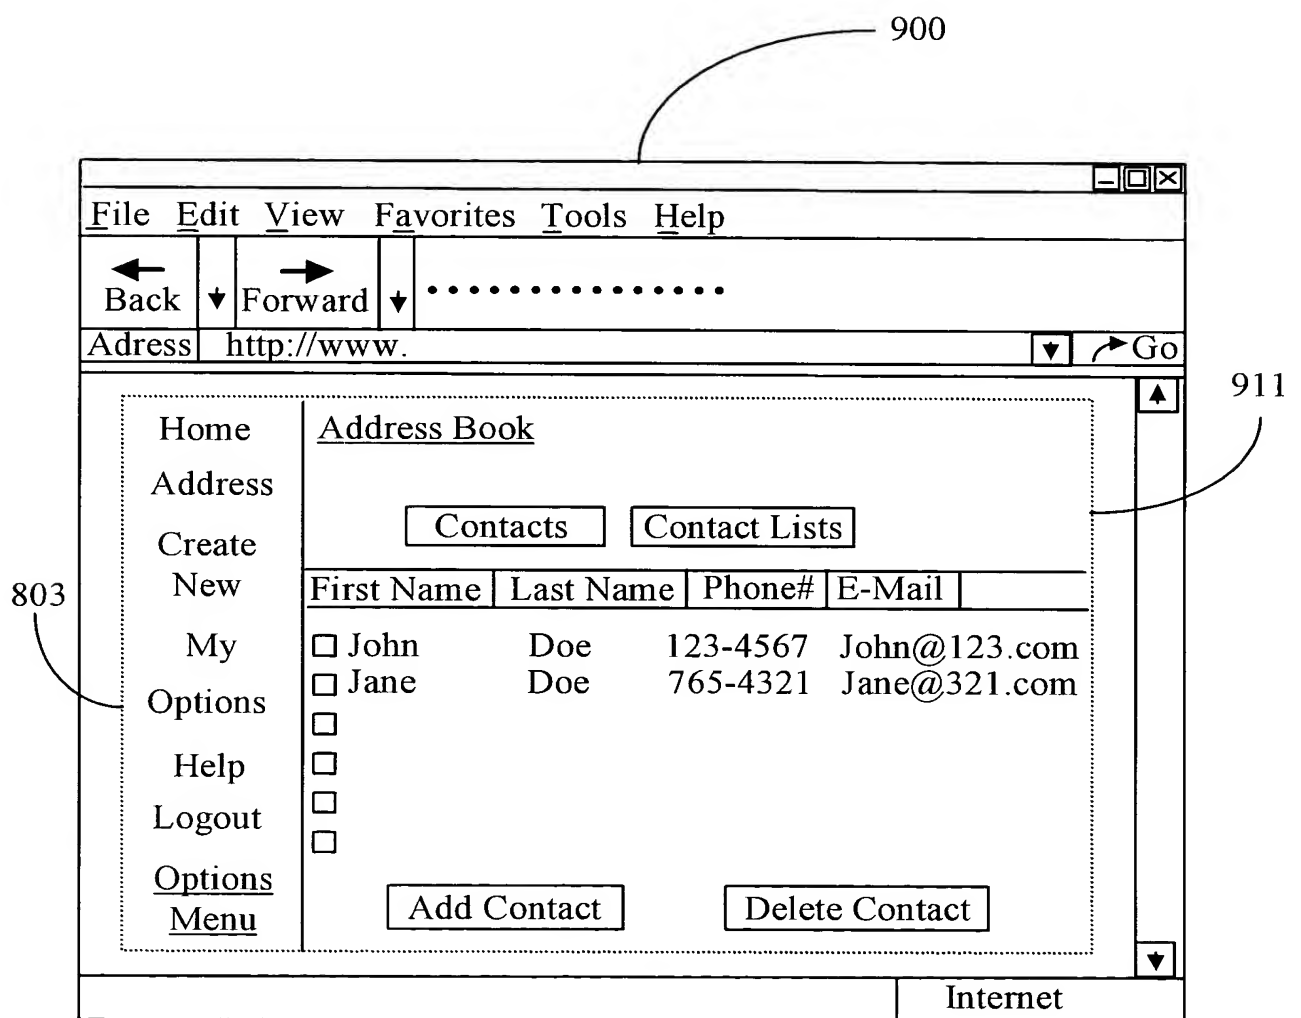 900
File Edit View Favorites Tools Help
Back Forward
Adress http://www. Go
911
Home
Address
Create
New
My
Options
Help
Logout
Options
Menu
803
Address Book
Contacts Contact Lists
First Name Last Name Phone# E-Mail
John Doe 123-4567 John@123.com
Jane Doe 765-4321 Jane@321.com
Add Contact Delete Contact
Internet